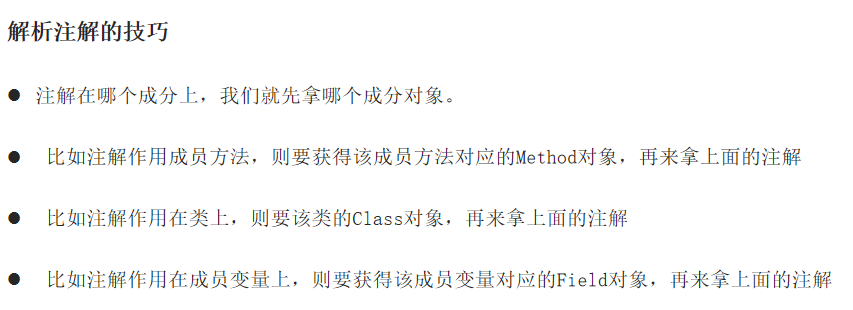 解析注解的技巧
● 注解在哪个成分上，我们就先拿哪个成分对象。
● 比如注解作用成员方法，则要获得该成员方法对应的Method对象，再来拿上面的注解
● 比如注解作用在类上，则要该类的Class对象，再来拿上面的注解
● 比如注解作用在成员变量上，则要获得该成员变量对应的Field对象，再来拿上面的注解